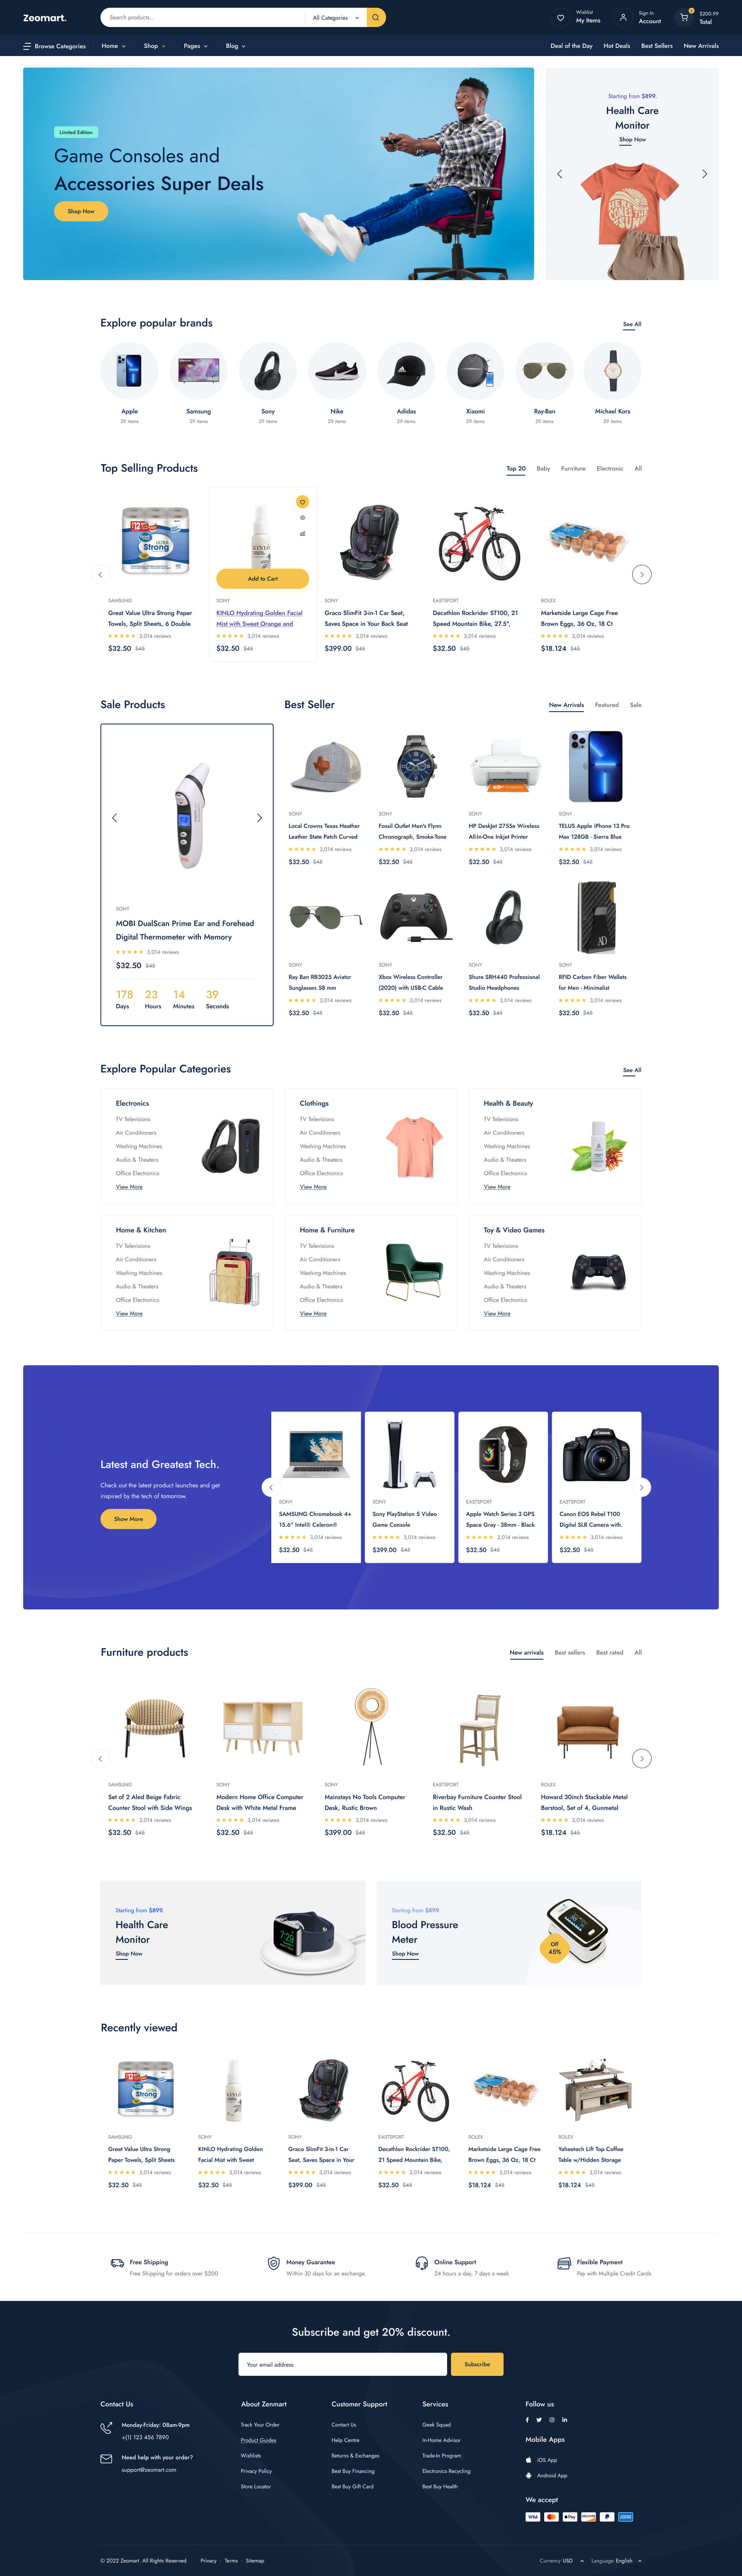 Zeomart.
Search products...
All Categories
Wishlist
My Items
Sign In
Account
$200.99
Total
Browse Categories
Home
Shop
Pages
Blog
Deal of the Day
Hot Deals
Best Sellers
New Arrivals
Limited Edition
Game Consoles and
Accessories Super Deals
Shop Now
Starting from $899.
Health Care
Monitor
Shop Now
HERE COMES THE SUN
Explore popular brands
See All
Apple
29 items
Samsung
29 items
Sony
29 items
Nike
29 items
Adidas
29 items
Xiaomi
29 items
Ray-Ban
29 items
Michael Kors
29 items
Top Selling Products
Top 20
Baby
Furniture
Electronic
All
Add to Cart
SAMSUNG
Great Value Ultra Strong Paper
Towels, Split Sheets, 6 Double
3,014 reviews
$32.50 $45
SONY
KINLO Hydrating Golden Facial
Mist with Sweet Orange and
3,014 reviews
$32.50 $45
SONY
Graco SlimFit 3-in-1 Car Seat,
Saves Space in Your Back Seat
3,014 reviews
$399.00 $45
EASTSPORT
Decathlon Rockrider ST100, 21
Speed Mountain Bike, 27.5",
3,014 reviews
$32.50 $45
ROLEX
Marketside Large Cage Free
Brown Eggs, 36 Oz, 18 Ct
3,014 reviews
$18.124 $45
Sale Products
SONY
MOBI DualScan Prime Ear and Forehead
Digital Thermometer with Memory
3,014 reviews
$32.50 $45
178 23 14 39
Days Hours Minutes Seconds
Best Seller
New Arrivals
Featured
Sale
SONY
Local Crowns Texas Heather
Leather State Patch Curved
3,014 reviews
$32.50 $45
SONY
Fossil Outlet Men's Flynn
Chronograph, Smoke-Tone
3,014 reviews
$32.50 $45
SONY
HP DeskJet 2755e Wireless
All-In-One Inkjet Printer
3,014 reviews
$32.50 $45
SONY
TELUS Apple iPhone 13 Pro
Max 128GB - Sierra Blue
3,014 reviews
$32.50 $45
SONY
Ray Ban RB3025 Aviator
Sunglasses 58 mm
3,014 reviews
$32.50 $45
SONY
Xbox Wireless Controller
(2020) with USB-C Cable
3,014 reviews
$32.50 $45
SONY
Shure SRH440 Professional
Studio Headphones
3,014 reviews
$32.50 $45
SONY
RFID Carbon Fiber Wallets
for Men - Minimalist
3,014 reviews
$32.50 $45
Explore Popular Categories
See All
Electronics
TV Televisions
Air Conditioners
Washing Machines
Audio & Theaters
Office Electronics
View More
Clothings
TV Televisions
Air Conditioners
Washing Machines
Audio & Theaters
Office Electronics
View More
Health & Beauty
TV Televisions
Air Conditioners
Washing Machines
Audio & Theaters
Office Electronics
View More
Home & Kitchen
TV Televisions
Air Conditioners
Washing Machines
Audio & Theaters
Office Electronics
View More
Home & Furniture
TV Televisions
Air Conditioners
Washing Machines
Audio & Theaters
Office Electronics
View More
Toy & Video Games
TV Televisions
Air Conditioners
Washing Machines
Audio & Theaters
Office Electronics
View More
Latest and Greatest Tech.
Check out the latest product launches and get
inspired by the tech of tomorrow.
Show More
SONY
SAMSUNG Chromebook 4+
15.6" Intel® Celeron®
3,014 reviews
$32.50 $45
SONY
Sony PlayStation 5 Video
Game Console
3,014 reviews
$399.00 $45
EASTSPORT
Apple Watch Series 3 GPS
Space Gray - 38mm - Black
3,014 reviews
$32.50 $45
EASTSPORT
Canon EOS Rebel T100
Digital SLR Camera with.
3,014 reviews
$32.50 $45
Furniture products
New arrivals
Best sellers
Best rated
All
SAMSUNG
Set of 2 Aled Beige Fabric
Counter Stool with Side Wings
3,014 reviews
$32.50 $45
SONY
Modern Home Office Computer
Desk with White Metal Frame
3,014 reviews
$32.50 $45
SONY
Mainstays No Tools Computer
Desk, Rustic Brown
3,014 reviews
$399.00 $45
EASTSPORT
Riverbay Furniture Counter Stool
in Rustic Wash
3,014 reviews
$32.50 $45
ROLEX
Howard 30inch Stackable Metal
Barstool, Set of 4, Gunmetal
3,014 reviews
$18.124 $45
Starting from $899.
Health Care
Monitor
Shop Now
7:29
Starting from $899.
Blood Pressure
Meter
Shop Now
Off
45%
Recently viewed
SAMSUNG
Great Value Ultra Strong
Paper Towels, Split Sheets
3,014 reviews
$32.50 $45
SONY
KINLO Hydrating Golden
Facial Mist with Sweet
3,014 reviews
$32.50 $45
SONY
Graco SlimFit 3-in-1 Car
Seat, Saves Space in Your
3,014 reviews
$399.00 $45
EASTSPORT
Decathlon Rockrider ST100,
21 Speed Mountain Bike,
3,014 reviews
$32.50 $45
ROLEX
Marketside Large Cage Free
Brown Eggs, 36 Oz, 18 Ct
3,014 reviews
$18.124 $45
ROLEX
Yaheetech Lift Top Coffee
Table w/Hidden Storage
3,014 reviews
$18.124 $45
Free Shipping
Free Shipping for orders over $200
Money Guarantee
Within 30 days for an exchange.
Online Support
24 hours a day, 7 days a week
Flexible Payment
Pay with Multiple Credit Cards
Subscribe and get 20% discount.
Your email address
Subscribe
Contact Us
Monday-Friday: 08am-9pm
+(1) 123 456 7890
Need help with your order?
support@zeomart.com
About Zenmart
Track Your Order
Product Guides
Wishlists
Privacy Policy
Store Locator
Customer Support
Contact Us
Help Centre
Returns & Exchanges
Best Buy Financing
Best Buy Gift Card
Services
Geek Squad
In-Home Advisor
Trade-In Program
Electronics Recycling
Best Buy Health
Follow us
Mobile Apps
iOS App
Android App
We accept
VISA
© 2022 Zeomart. All Rights Reserved
Privacy · Terms · Sitemap
Currency USD
Language English